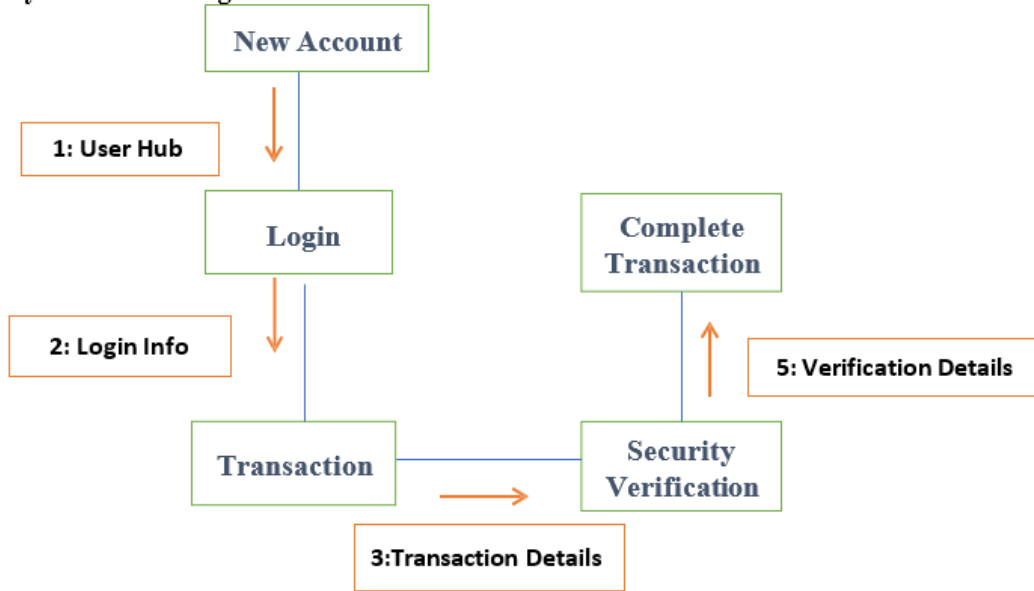 New Account
1: User Hub
Login
Complete
Transaction
2: Login Info
5: Verification Details
Transaction
Security
Verification
3:Transaction Details